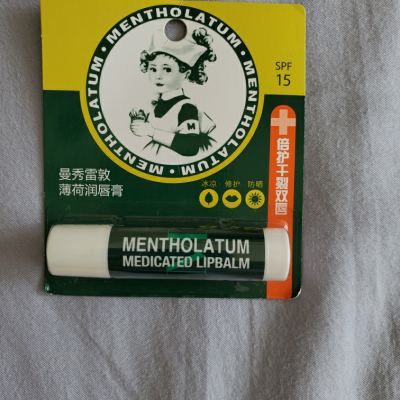 MENTHOLATUM · MENTHOLATUM · MENTHOLATUM ·
M
SPF
15
倍护干裂双唇
曼秀雷敦
薄荷润唇膏
冰凉 修护 防晒
MENTHOLATUM
MEDICATED LIPBALM